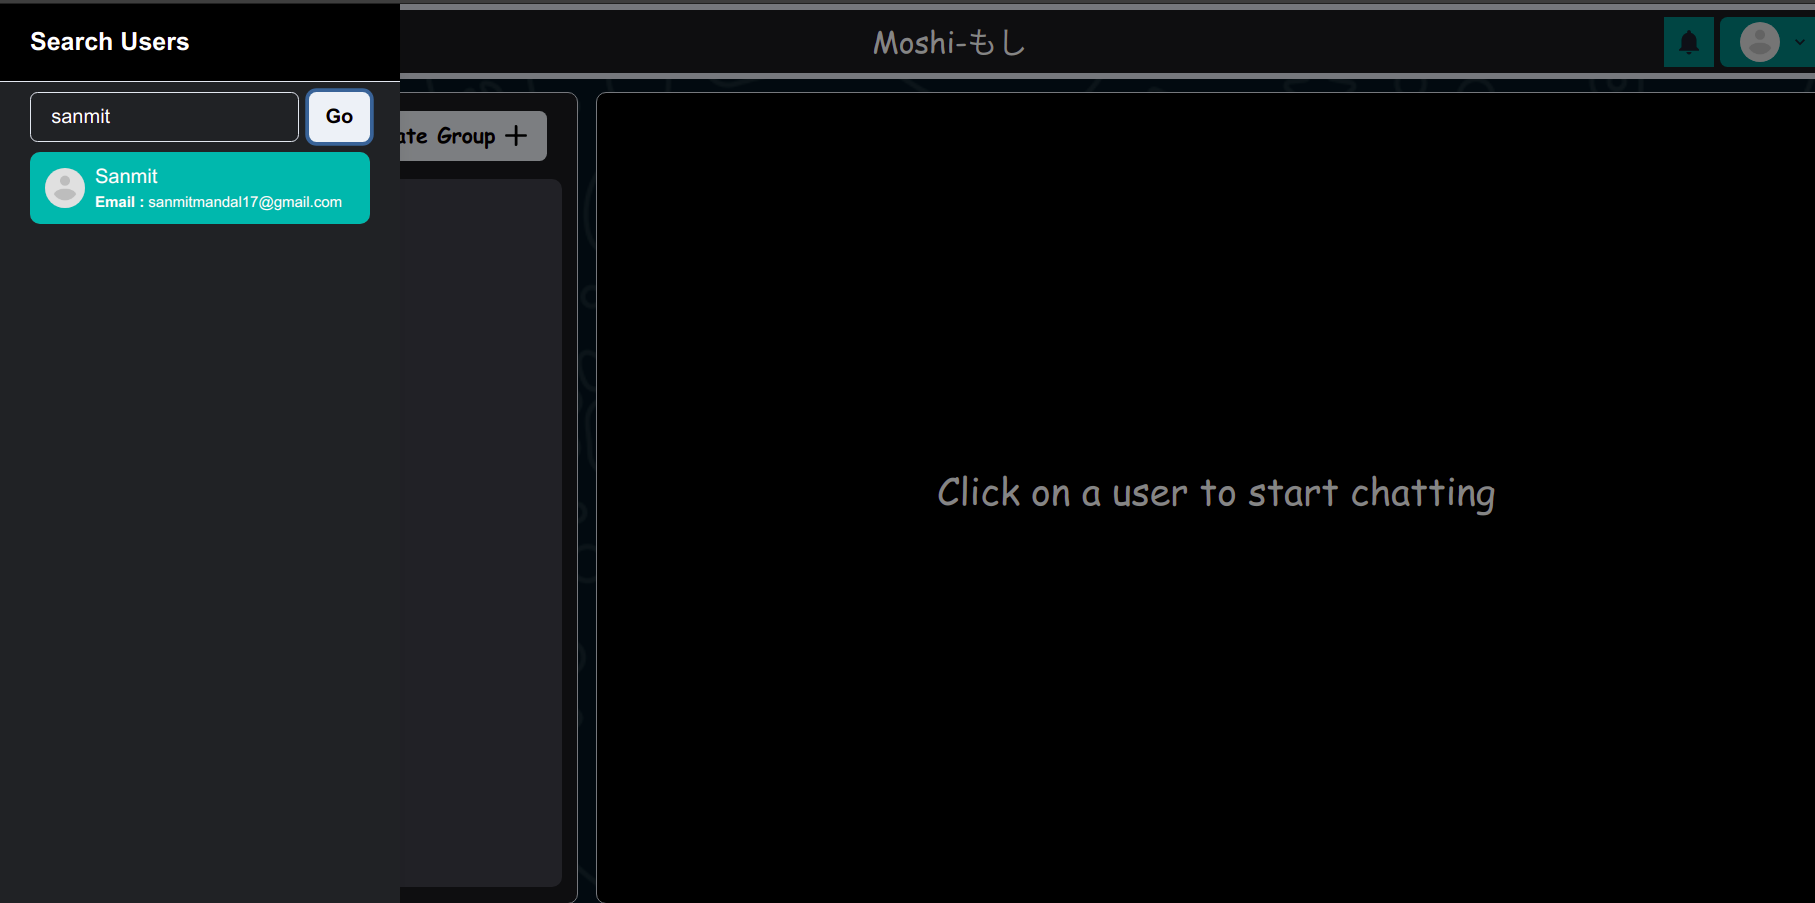 Search Users
sanmit
Go
Sanmit
Email : sanmitmandal17@gmail.com
Moshi-もし
Group +
Click on a user to start chatting